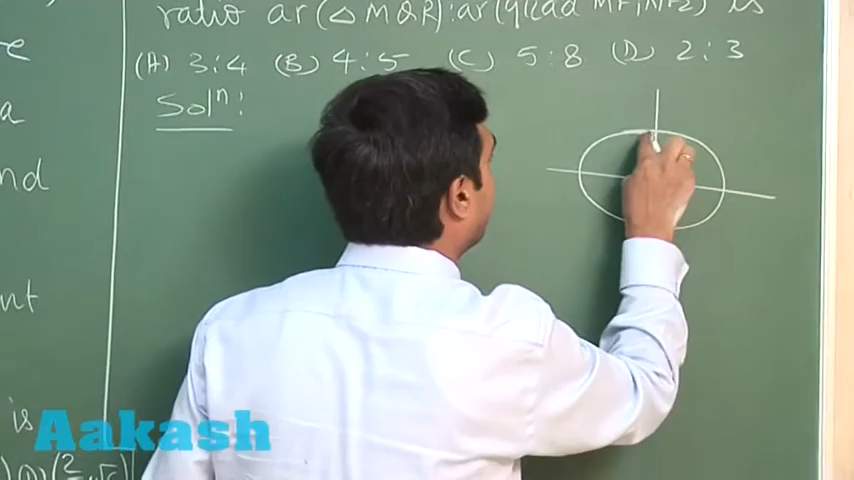 ratio ar(△MQR):ar(quad MF₁NF₂) is
(A) 3:4 (B) 4:5 (C) 5:8 (D) 2:3
Solⁿ:
a
nd
nt
is
Aakash